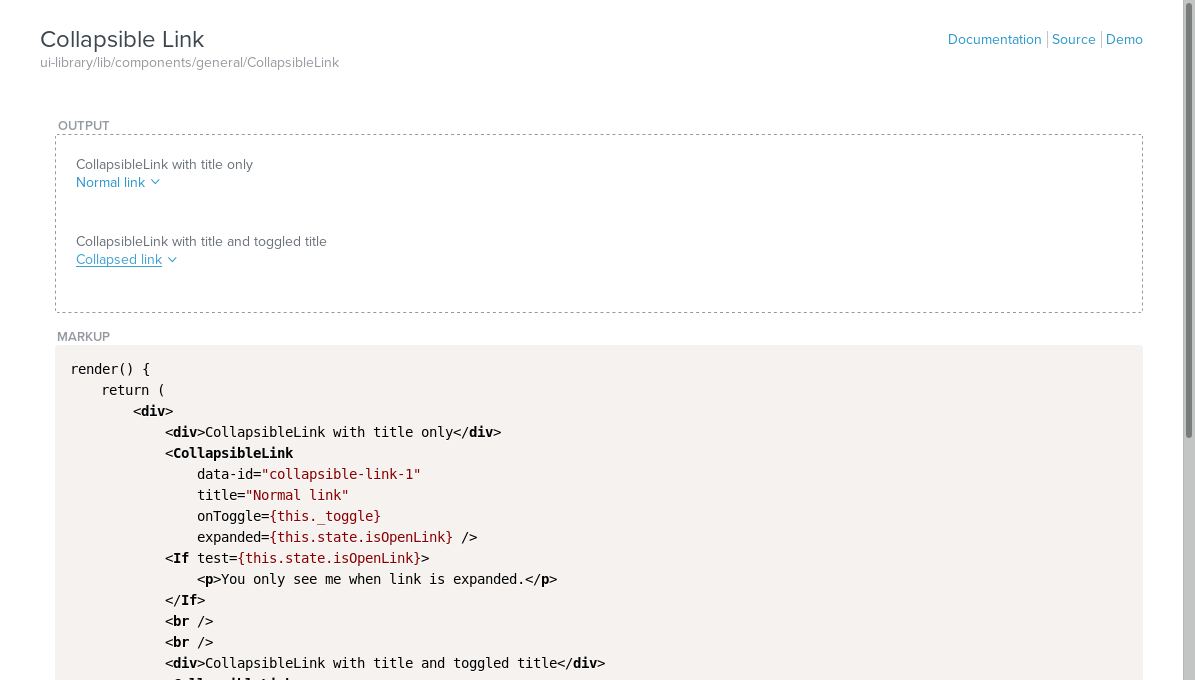 Collapsible Link
Documentation Source Demo
ui-library/lib/components/general/CollapsibleLink
OUTPUT
CollapsibleLink with title only
Normal link
CollapsibleLink with title and toggled title
Collapsed link
MARKUP
render() {
    return (
        <div>
            <div>CollapsibleLink with title only</div>
            <CollapsibleLink
                data-id="collapsible-link-1"
                title="Normal link"
                onToggle={this._toggle}
                expanded={this.state.isOpenLink} />
            <If test={this.state.isOpenLink}>
                <p>You only see me when link is expanded.</p>
            </If>
            <br />
            <br />
            <div>CollapsibleLink with title and toggled title</div>